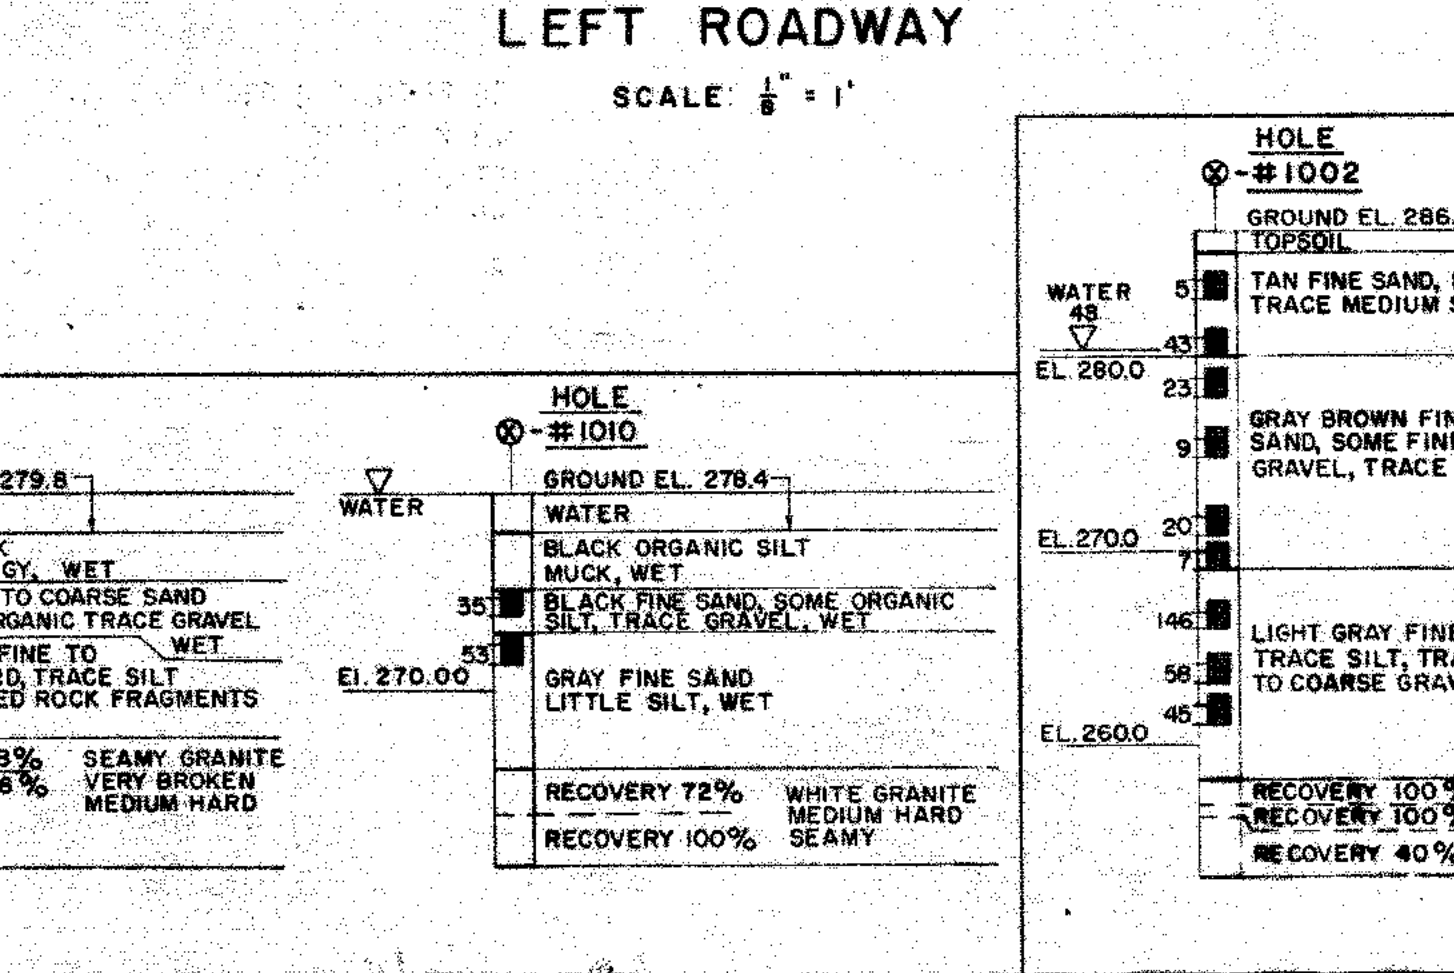 LEFT ROADWAY
SCALE: 1/8" = 1'
279.8
GY, WET
TO COARSE SAND
GANIC TRACE GRAVEL
WET
FINE TO
D, TRACE SILT
ED ROCK FRAGMENTS
% SEAMY GRANITE
6% VERY BROKEN
MEDIUM HARD
HOLE
#1010
GROUND EL. 278.4
WATER
WATER
BLACK ORGANIC SILT
MUCK, WET
35
BLACK FINE SAND, SOME ORGANIC
SILT, TRACE GRAVEL, WET
53
El. 270.00
GRAY FINE SAND
LITTLE SILT, WET
RECOVERY 72% WHITE GRANITE
MEDIUM HARD
RECOVERY 100% SEAMY
HOLE
#1002
GROUND EL. 286.
TOPSOIL
5
TAN FINE SAND,
TRACE MEDIUM S
WATER
48
43
EL. 280.0
23
GRAY BROWN FIN
SAND, SOME FINE
9
GRAVEL, TRACE
20
EL. 270.0
7
146
LIGHT GRAY FINE
TRACE SILT, TRA
58
TO COARSE GRAV
45
EL. 260.0
RECOVERY 100%
RECOVERY 100%
RECOVERY 40%